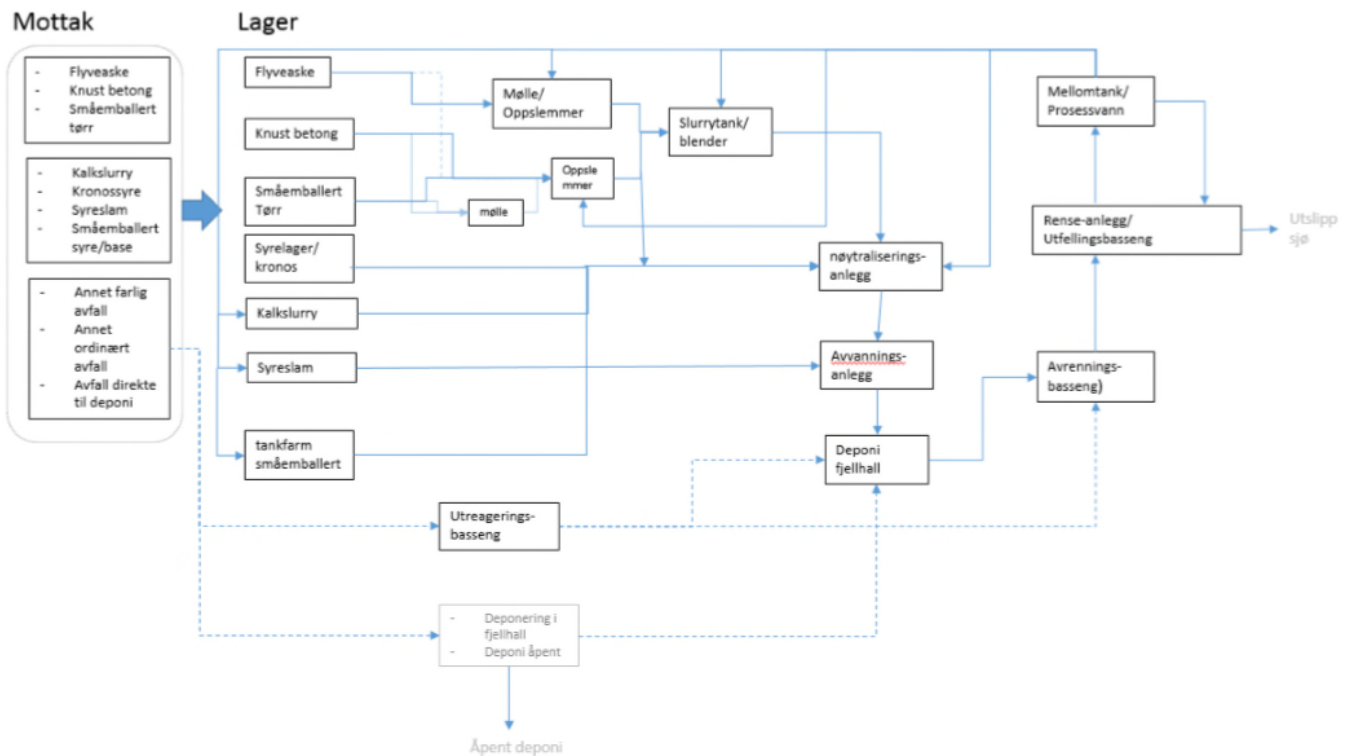 Mottak
- Flyveaske
- Knust betong
- Småemballert
tørr
- Kalkslurry
- Kronossyre
- Syreslam
- Småemballert
syre/base
- Annet farlig
avfall
- Annet
ordinært
avfall
- Avfall direkte
til deponi
Lager
Flyveaske
Knust betong
Småemballert
Tørr
Syrelager/
kronos
Kalkslurry
Syreslam
tankfarm
småemballert
Mølle/
Oppslemmer
Oppsle
mmer
mølle
Slurrytank/
blender
nøytraliserings-
anlegg
Avvannings-
anlegg
Deponi
fjellhall
Utreagerings-
basseng
- Deponering i
fjellhall
- Deponi åpent
Åpent deponi
Mellomtank/
Prosessvann
Rense-anlegg/
Utfellingsbasseng
Avrennings-
basseng)
Utslipp
sjø